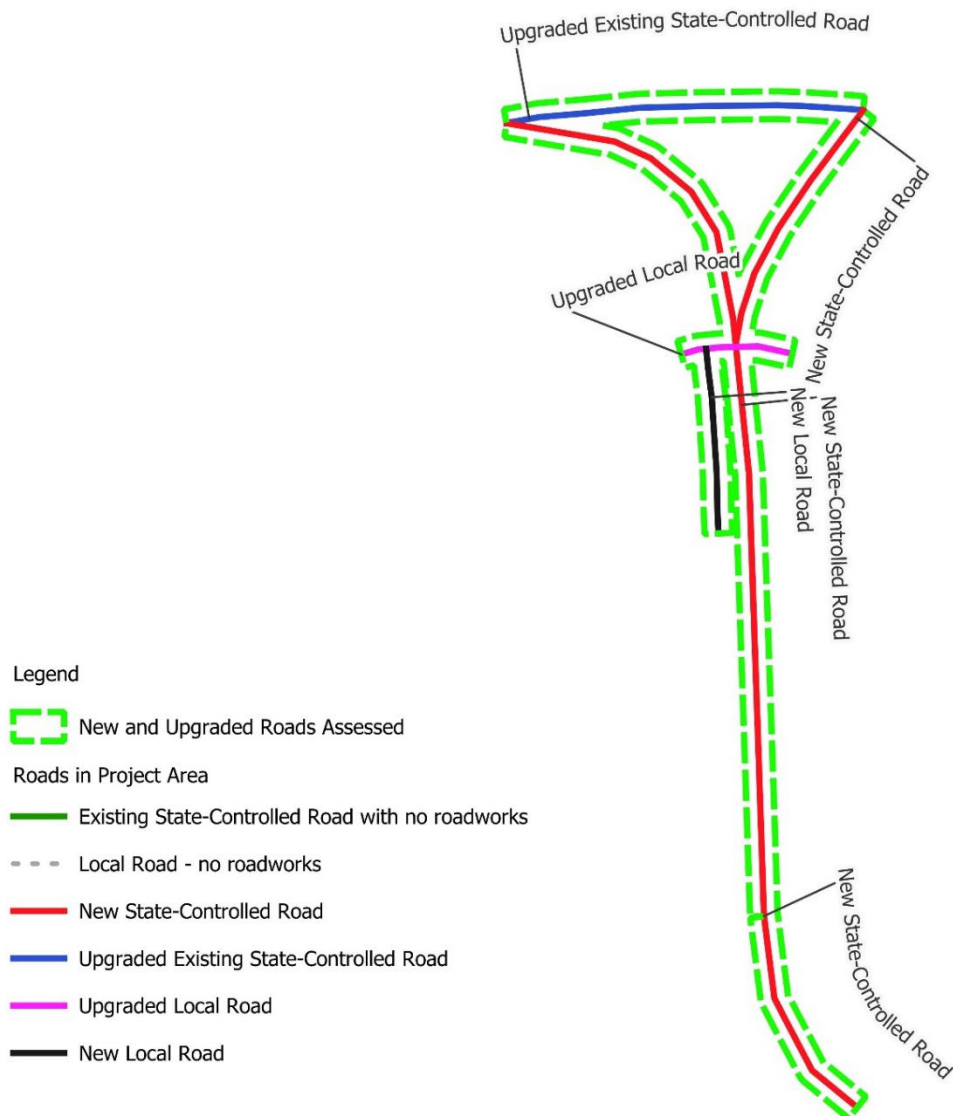 Upgraded Existing State-Controlled Road
New State-Controlled Road
Upgraded Local Road
New Local Road
New State-Controlled Road
New State-Controlled Road
Legend
New and Upgraded Roads Assessed
Roads in Project Area
Existing State-Controlled Road with no roadworks
Local Road - no roadworks
New State-Controlled Road
Upgraded Existing State-Controlled Road
Upgraded Local Road
New Local Road